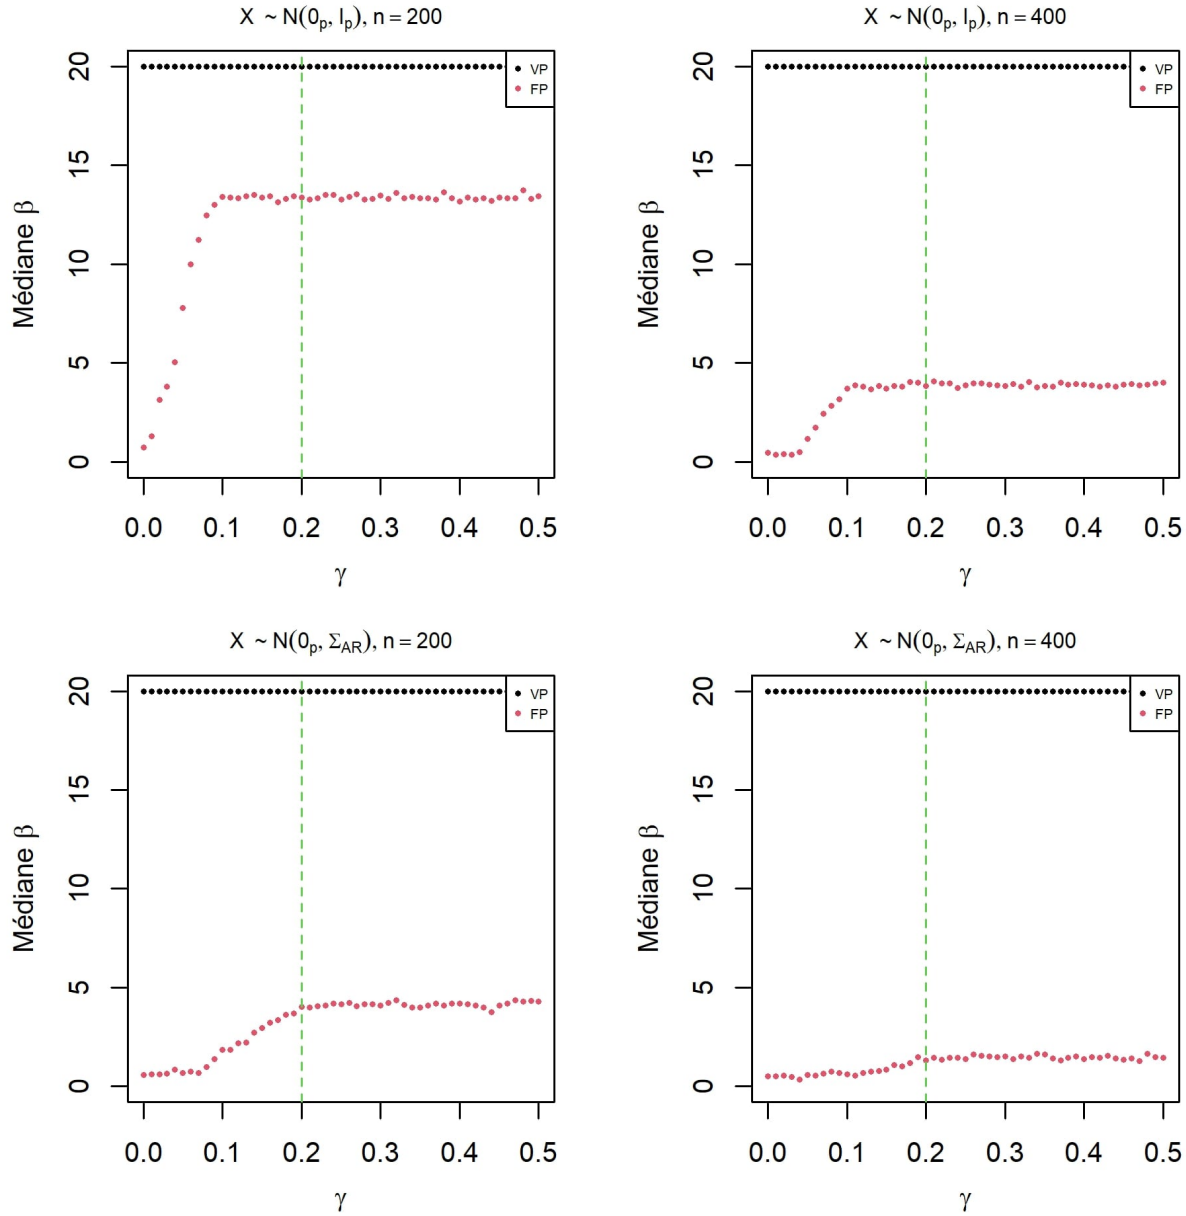 X ~ N(0p, Ip), n = 200
VP
FP
20
15
10
5
0
Médiane β
0.0 0.1 0.2 0.3 0.4 0.5
γ
X ~ N(0p, Ip), n = 400
VP
FP
20
15
10
5
0
Médiane β
0.0 0.1 0.2 0.3 0.4 0.5
γ
X ~ N(0p, ΣAR), n = 200
VP
FP
20
15
10
5
0
Médiane β
0.0 0.1 0.2 0.3 0.4 0.5
γ
X ~ N(0p, ΣAR), n = 400
VP
FP
20
15
10
5
0
Médiane β
0.0 0.1 0.2 0.3 0.4 0.5
γ